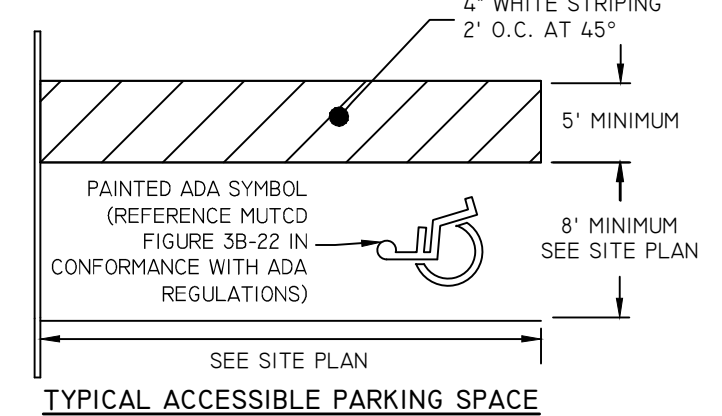 4" WHITE STRIPING
2' O.C. AT 45°
5' MINIMUM
PAINTED ADA SYMBOL
(REFERENCE MUTCD
FIGURE 3B-22 IN
CONFORMANCE WITH ADA
REGULATIONS)
8' MINIMUM
SEE SITE PLAN
SEE SITE PLAN
TYPICAL ACCESSIBLE PARKING SPACE